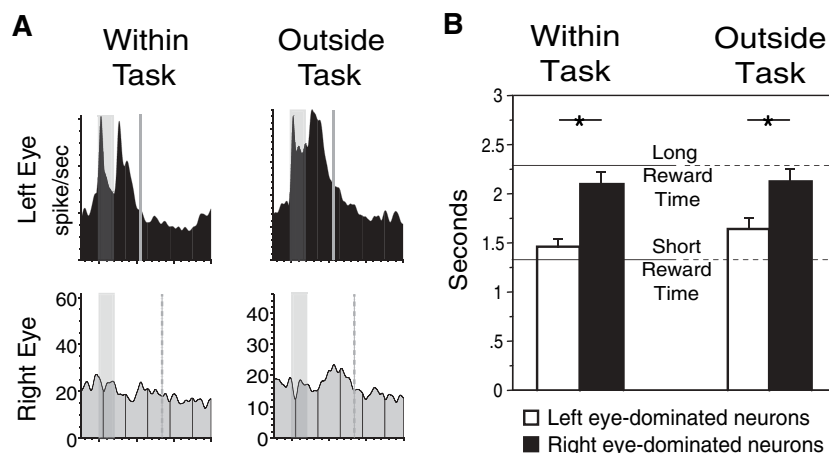 A
Within
Task
Outside
Task
Left Eye
spike/sec
Right Eye
60
40
20
0
40
30
20
10
0
B
Within
Task
Outside
Task
3
2.5
2
1.5
1
.5
0
Seconds
Long
Reward
Time
Short
Reward
Time
*
*
Left eye-dominated neurons
Right eye-dominated neurons